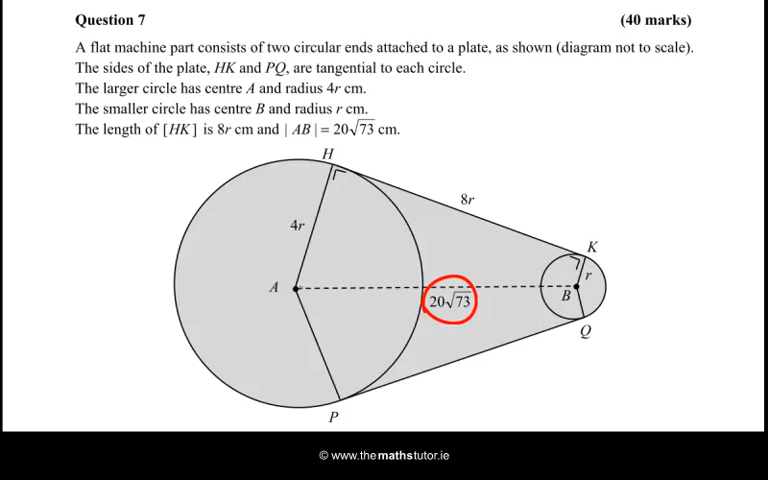 Question 7 (40 marks)
A flat machine part consists of two circular ends attached to a plate, as shown (diagram not to scale).
The sides of the plate, HK and PQ, are tangential to each circle.
The larger circle has centre A and radius 4r cm.
The smaller circle has centre B and radius r cm.
The length of [HK] is 8r cm and | AB | = 20√73 cm.
H
8r
4r
K
r
A
B
20√73
Q
P
© www.themathstutor.ie